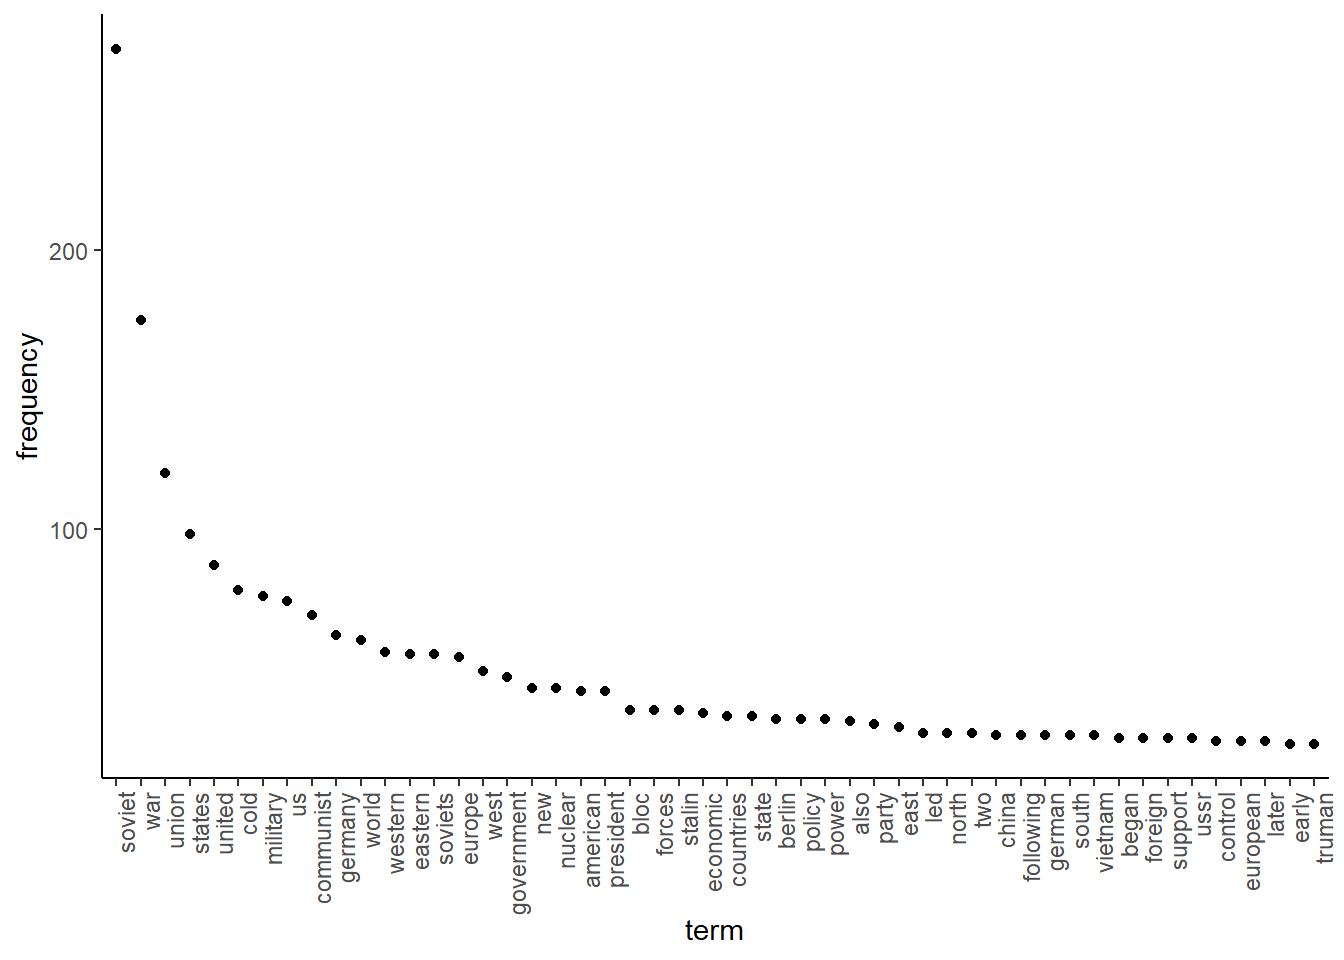 200
100
frequency
soviet
war
union
states
united
cold
military
us
communist
germany
world
western
eastern
soviets
europe
west
government
new
nuclear
american
president
bloc
forces
stalin
economic
countries
state
berlin
policy
power
also
party
east
led
north
two
china
following
german
south
vietnam
began
foreign
support
ussr
control
european
later
early
truman
term